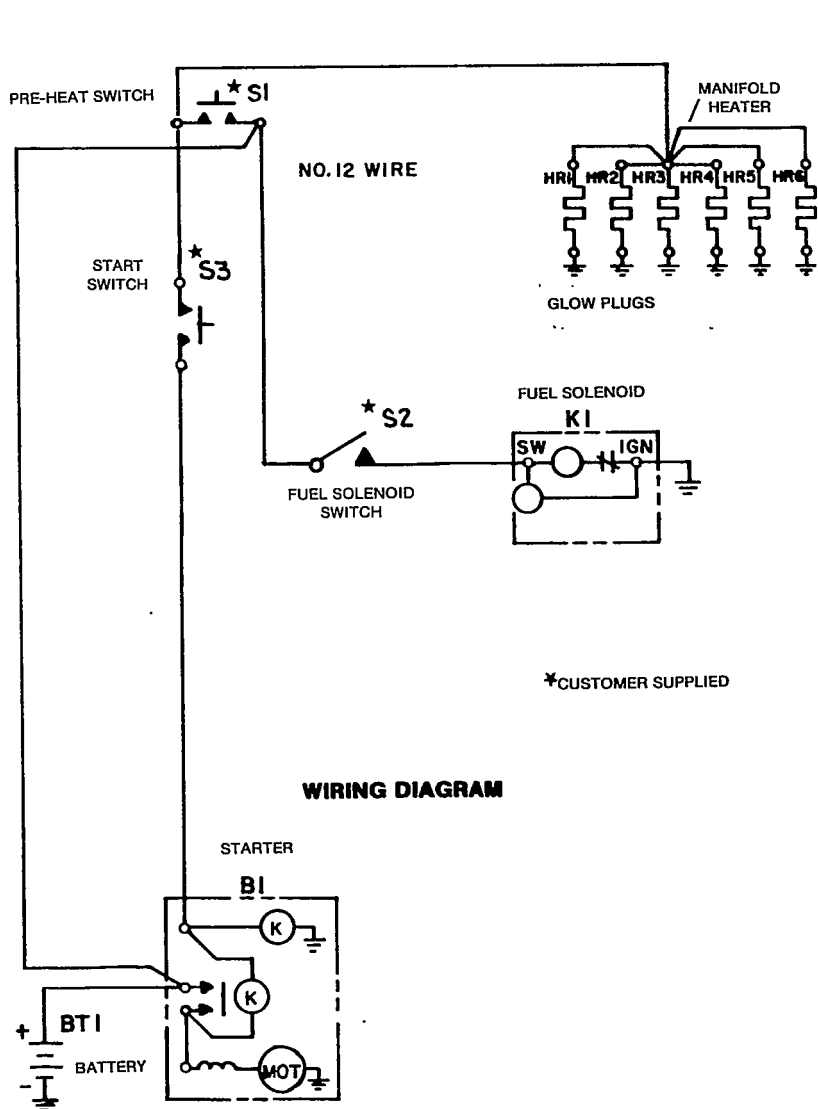 PRE-HEAT SWITCH
★ S1
MANIFOLD
HEATER
NO.12 WIRE
HR1 HR2 HR3 HR4 HR5 HR6
START
SWITCH
★ S3
GLOW PLUGS
FUEL SOLENOID
K1
★ S2
SW
IGN
FUEL SOLENOID
SWITCH
★CUSTOMER SUPPLIED
WIRING DIAGRAM
STARTER
B1
K
K
+ BT1
BATTERY
-
MOT